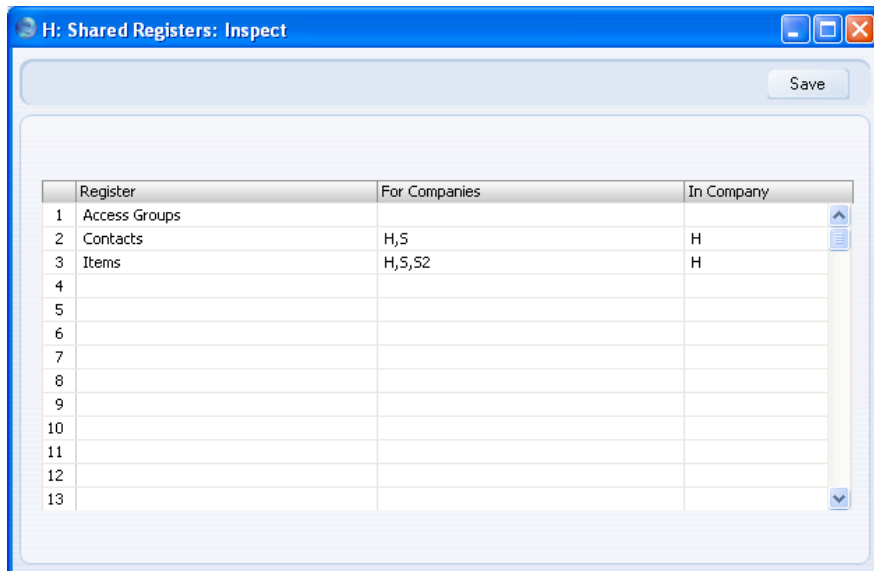 H: Shared Registers: Inspect
Save
Register For Companies In Company
1 Access Groups
2 Contacts H,S H
3 Items H,S,S2 H
4
5
6
7
8
9
10
11
12
13